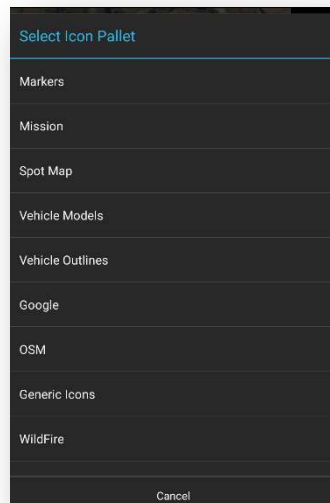 Select Icon Pallet
Markers
Mission
Spot Map
Vehicle Models
Vehicle Outlines
Google
OSM
Generic Icons
WildFire
Cancel